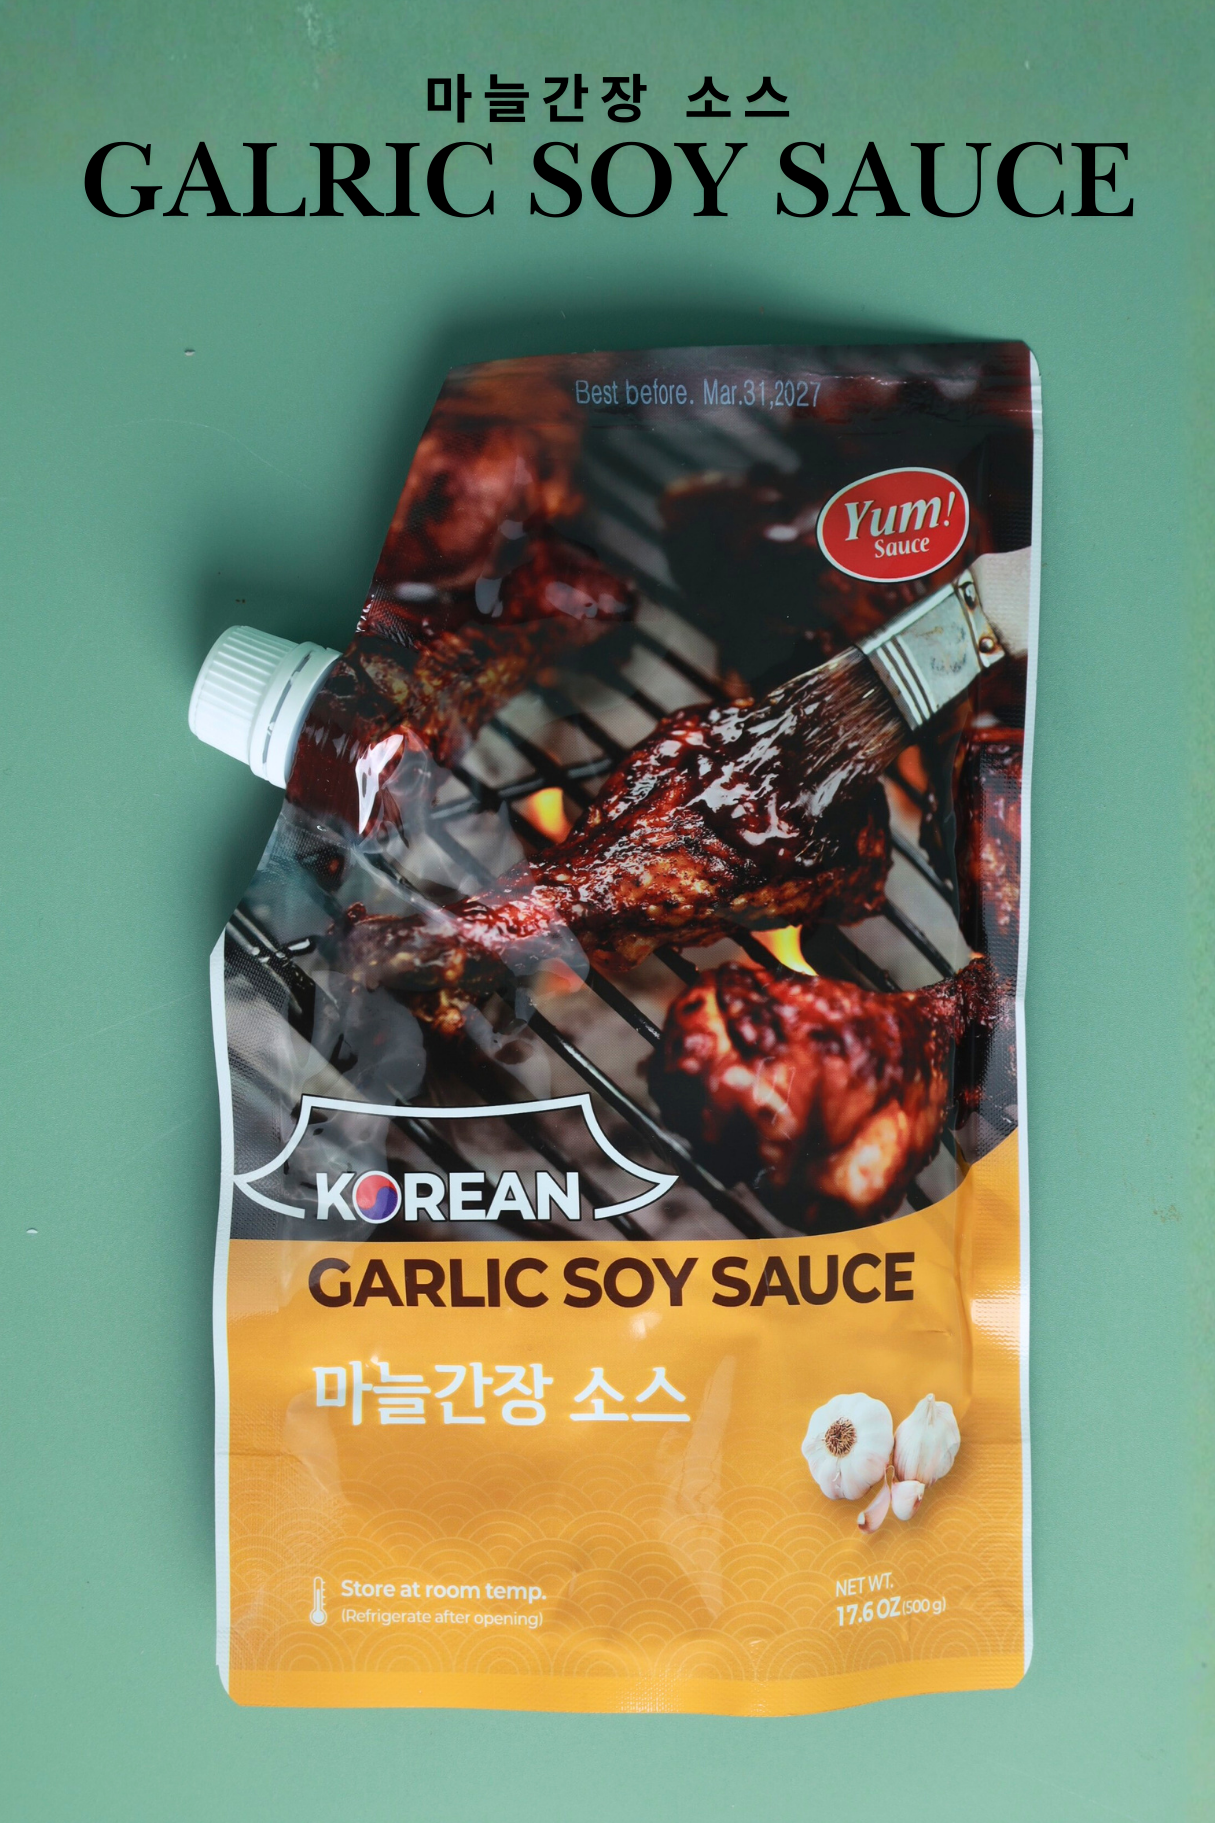 마늘간장 소스
GALRIC SOY SAUCE
Best before. Mar.31,2027
Yum!
Sauce
KOREAN
GARLIC SOY SAUCE
마늘간장 소스
Store at room temp.
(Refrigerate after opening)
NET WT.
17.6 OZ (500 g)